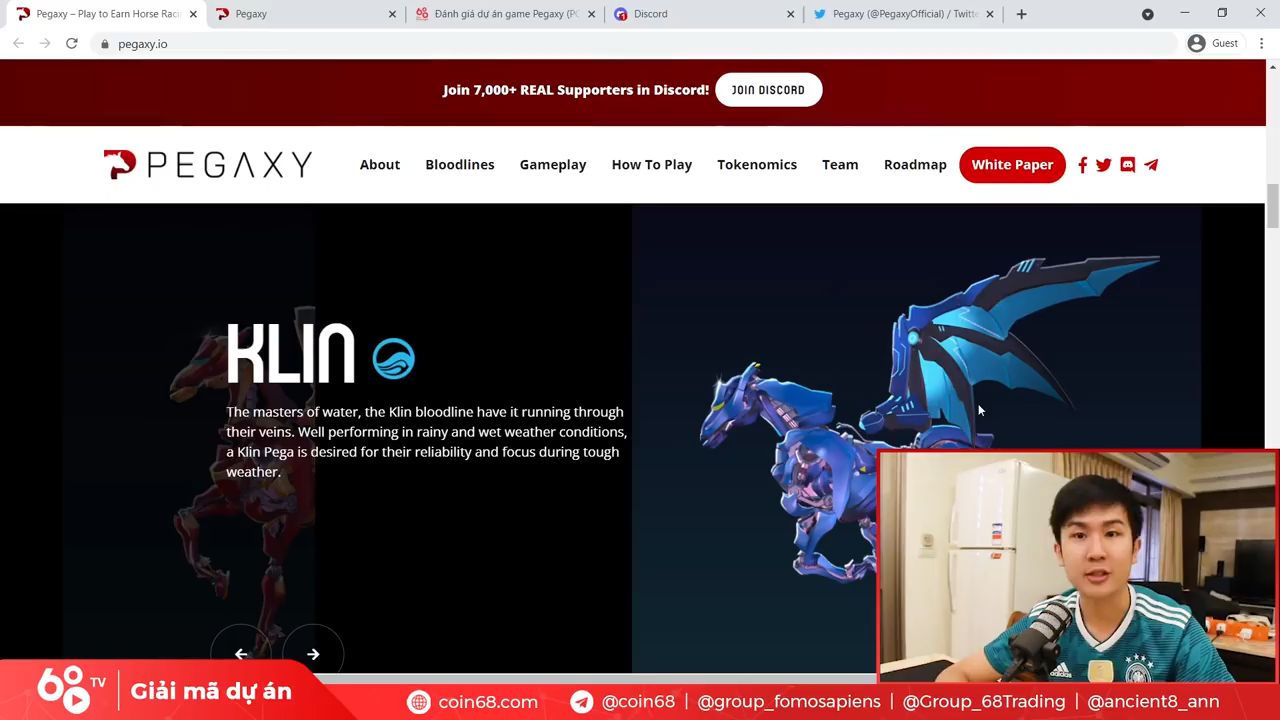 Pegaxy – Play to Earn Horse Racin
Pegaxy
Đánh giá dự án game Pegaxy (PG
Discord
Pegaxy (@PegaxyOfficial) / Twitte
pegaxy.io
Guest
Join 7,000+ REAL Supporters in Discord!
JOIN DISCORD
PEGAXY
About
Bloodlines
Gameplay
How To Play
Tokenomics
Team
Roadmap
White Paper
KLIN
The masters of water, the Klin bloodline have it running through
their veins. Well performing in rainy and wet weather conditions,
a Klin Pega is desired for their reliability and focus during tough
weather.
adidas
68 TV
Giải mã dự án
coin68.com
@coin68 | @group_fomosapiens | @Group_68Trading | @ancient8_ann